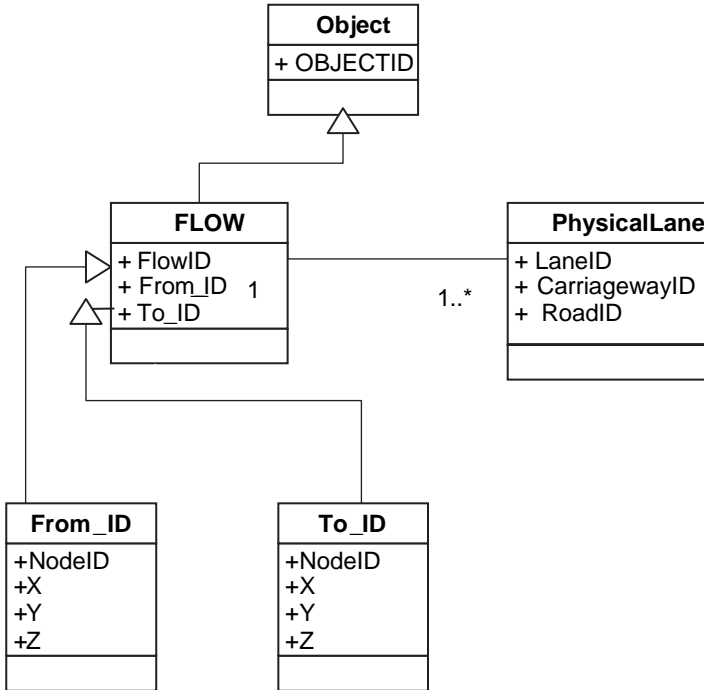 Object
+ OBJECTID
FLOW
+ FlowID
+ From_ID
+ To_ID
1
1..*
PhysicalLane
+ LaneID
+ CarriagewayID
+ RoadID
From_ID
+NodeID
+X
+Y
+Z
To_ID
+NodeID
+X
+Y
+Z